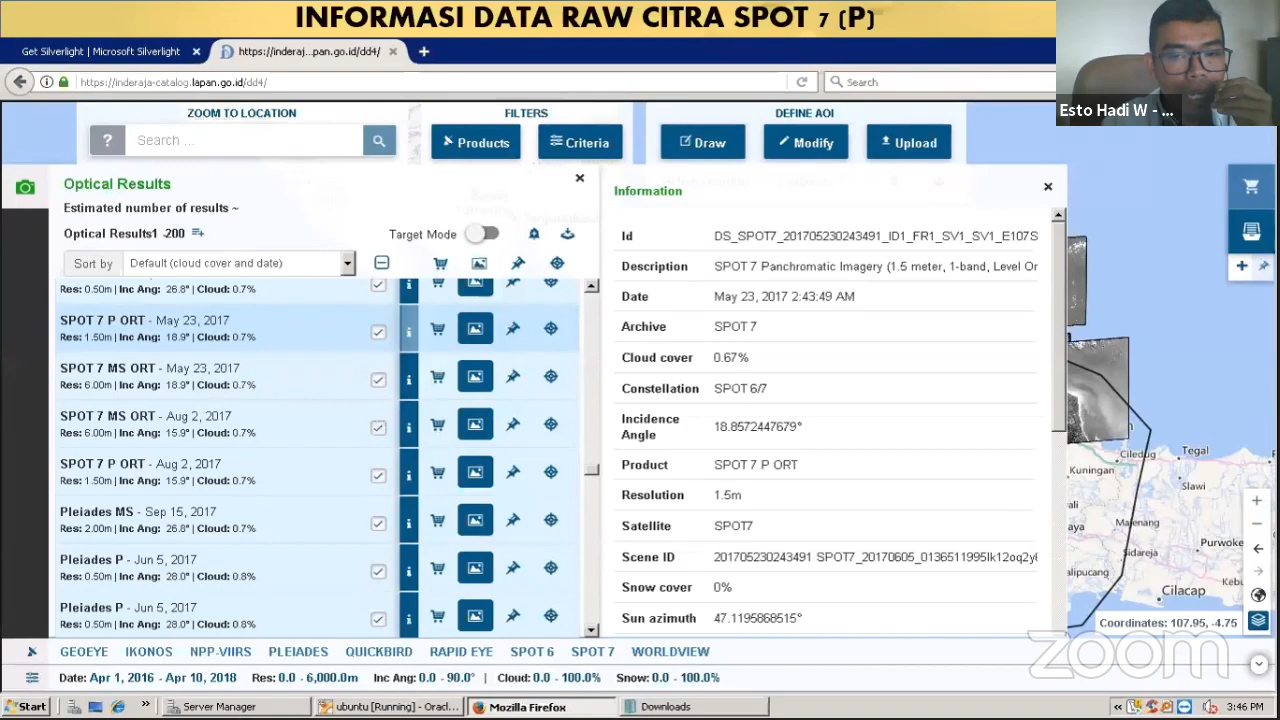 INFORMASI DATA RAW CITRA SPOT 7 (P)
Get Silverlight | Microsoft Silverlight
https://inderaj...pan.go.id/dd4/
https://inderaja-catalog.lapan.go.id/dd4/
Search
Esto Hadi W - ...
ZOOM TO LOCATION
FILTERS
DEFINE AOI
? Search ...
Products
Criteria
Draw
Modify
Upload
Optical Results
Estimated number of results ~
Optical Results1 -200
Target Mode
Sort by Default (cloud cover and date)
Res: 0.50m | Inc Ang: 26.8° | Cloud: 0.7%
SPOT 7 P ORT - May 23, 2017
Res: 1.50m | Inc Ang: 18.9° | Cloud: 0.7%
SPOT 7 MS ORT - May 23, 2017
Res: 6.00m | Inc Ang: 18.9° | Cloud: 0.7%
SPOT 7 MS ORT - Aug 2, 2017
Res: 6.00m | Inc Ang: 15.9° | Cloud: 0.7%
SPOT 7 P ORT - Aug 2, 2017
Res: 1.50m | Inc Ang: 15.9° | Cloud: 0.7%
Pleiades MS - Sep 15, 2017
Res: 2.00m | Inc Ang: 26.8° | Cloud: 0.7%
Pleiades P - Jun 5, 2017
Res: 0.50m | Inc Ang: 28.0° | Cloud: 0.8%
Pleiades P - Jun 5, 2017
Res: 0.50m | Inc Ang: 28.0° | Cloud: 0.8%
Information
Id DS_SPOT7_201705230243491_ID1_FR1_SV1_SV1_E107S
Description SPOT 7 Panchromatic Imagery (1.5 meter, 1-band, Level Or
Date May 23, 2017 2:43:49 AM
Archive SPOT 7
Cloud cover 0.67%
Constellation SPOT 6/7
Incidence Angle 18.8572447679°
Product SPOT 7 P ORT
Resolution 1.5m
Satellite SPOT7
Scene ID 201705230243491 SPOT7_20170605_0136511995lk12oq2y
Snow cover 0%
Sun azimuth 47.1195868515°
Ciledug
Tegal
Kuningan
Slawi
Majenang
Purwoke
Sidareja
Kebu
Cilacap
Coordinates: 107.95, -4.75
zoom
GEOEYE IKONOS NPP-VIIRS PLEIADES QUICKBIRD RAPID EYE SPOT 6 SPOT 7 WORLDVIEW
Date: Apr 1, 2016 - Apr 10, 2018 Res: 0.0 - 6,000.0m Inc Ang: 0.0 - 90.0° | Cloud: 0.0 - 100.0% Snow: 0.0 - 100.0%
Start
Server Manager
ubuntu [Running] - Oracl...
Mozilla Firefox
Downloads
3:46 PM